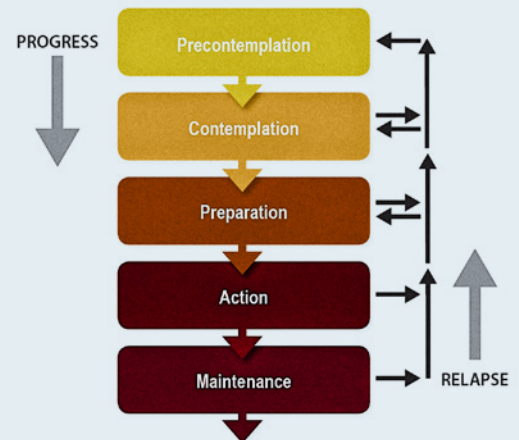 PROGRESS
Precontemplation
Contemplation
Preparation
Action
Maintenance
RELAPSE